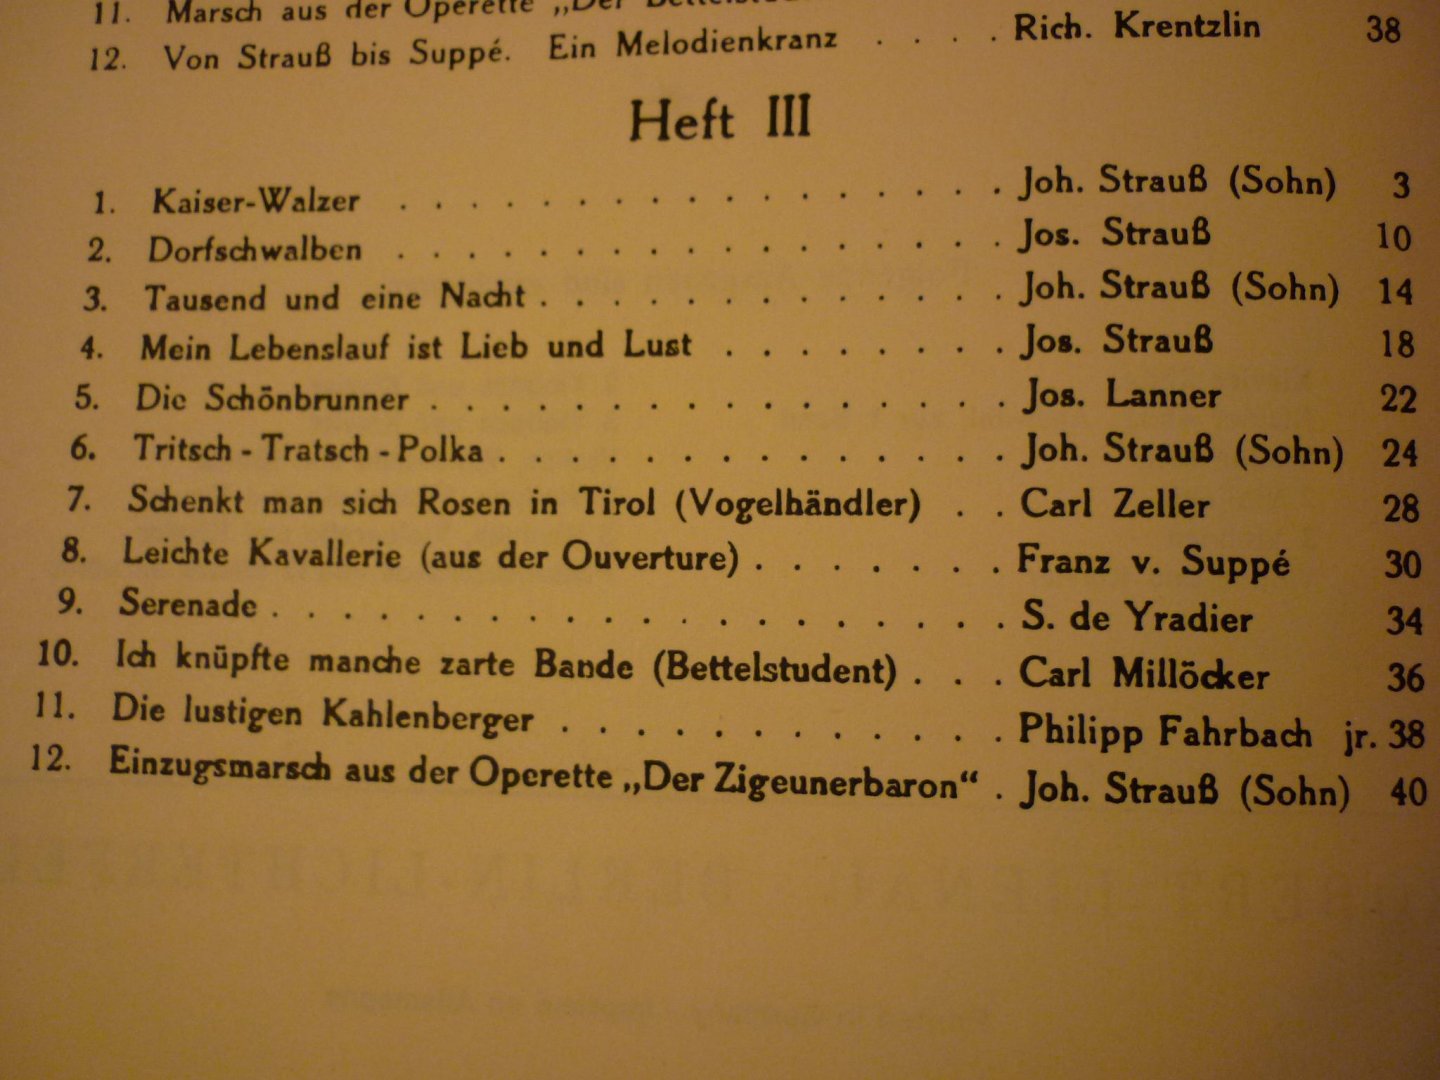 11. Marsch aus der Operette „Der Bettelstud
12. Von Strauß bis Suppé. Ein Melodienkranz . . . . Rich. Krentzlin 38
Heft III
1. Kaiser-Walzer . . . . . . . . . . . . . . . . . Joh. Strauß (Sohn) 3
2. Dorfschwalben . . . . . . . . . . . . . . . . . Jos. Strauß 10
3. Tausend und eine Nacht . . . . . . . . . . . . . Joh. Strauß (Sohn) 14
4. Mein Lebenslauf ist Lieb und Lust . . . . . . . . Jos. Strauß 18
5. Die Schönbrunner . . . . . . . . . . . . . . . . Jos. Lanner 22
6. Tritsch - Tratsch - Polka . . . . . . . . . . . . . . Joh. Strauß (Sohn) 24
7. Schenkt man sich Rosen in Tirol (Vogelhändler) . . Carl Zeller 28
8. Leichte Kavallerie (aus der Ouverture) . . . . . . . Franz v. Suppé 30
9. Serenade . . . . . . . . . . . . . . . . . . . . S. de Yradier 34
10. Ich knüpfte manche zarte Bande (Bettelstudent) . . . Carl Millöcker 36
11. Die lustigen Kahlenberger . . . . . . . . . . . . Philipp Fahrbach jr. 38
12. Einzugsmarsch aus der Operette „Der Zigeunerbaron“ . Joh. Strauß (Sohn) 40